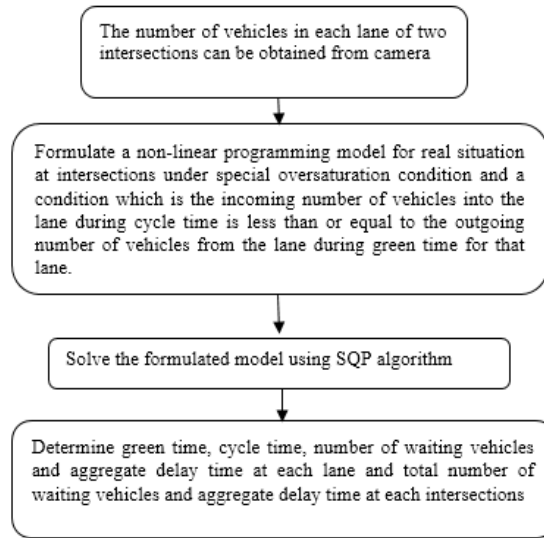 The number of vehicles in each lane of two
intersections can be obtained from camera
Formulate a non-linear programming model for real situation
at intersections under special oversaturation condition and a
condition which is the incoming number of vehicles into the
lane during cycle time is less than or equal to the outgoing
number of vehicles from the lane during green time for that
lane.
Solve the formulated model using SQP algorithm
Determine green time, cycle time, number of waiting vehicles
and aggregate delay time at each lane and total number of
waiting vehicles and aggregate delay time at each intersections